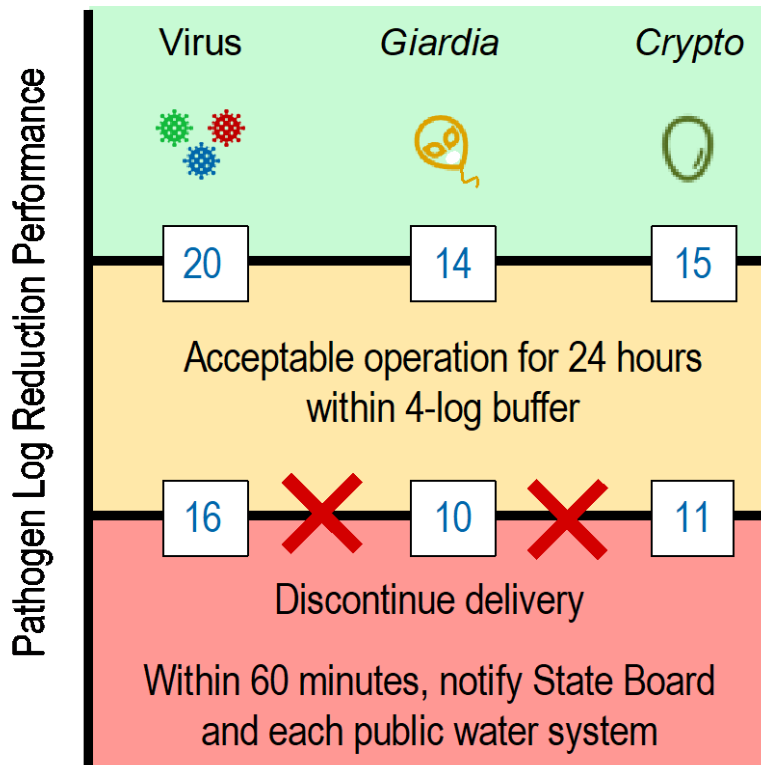 Pathogen Log Reduction Performance
Virus
Giardia
Crypto
20
14
15
Acceptable operation for 24 hours
within 4-log buffer
16
10
11
Discontinue delivery
Within 60 minutes, notify State Board
and each public water system